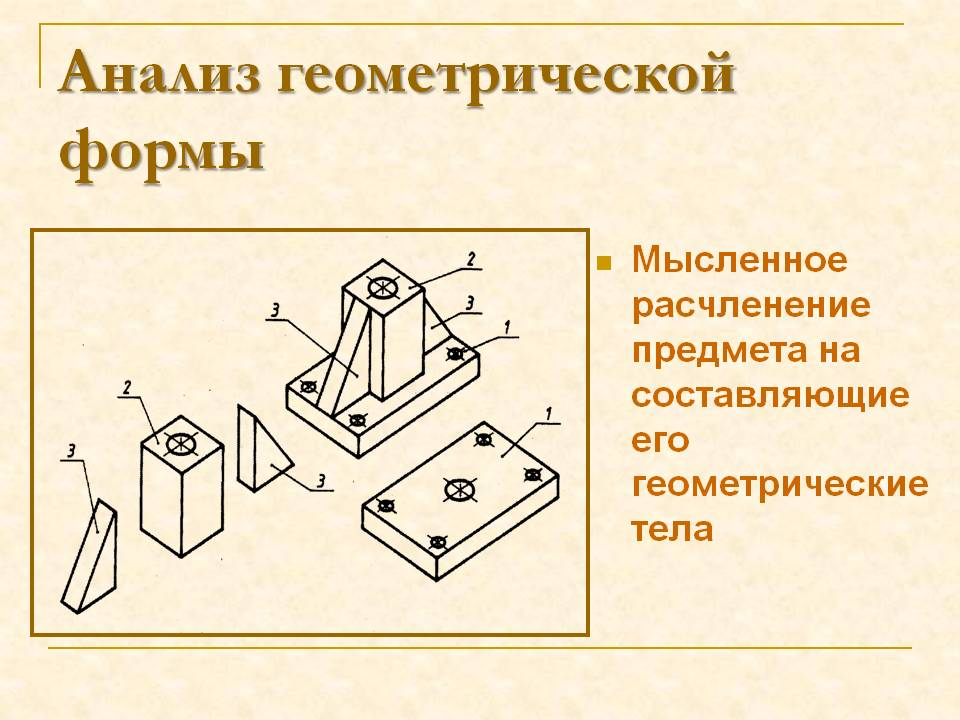 Анализ геометрической
формы
Мысленное
расчленение
предмета на
составляющие
его
геометрические
тела
2
3
3
1
2
1
3
3